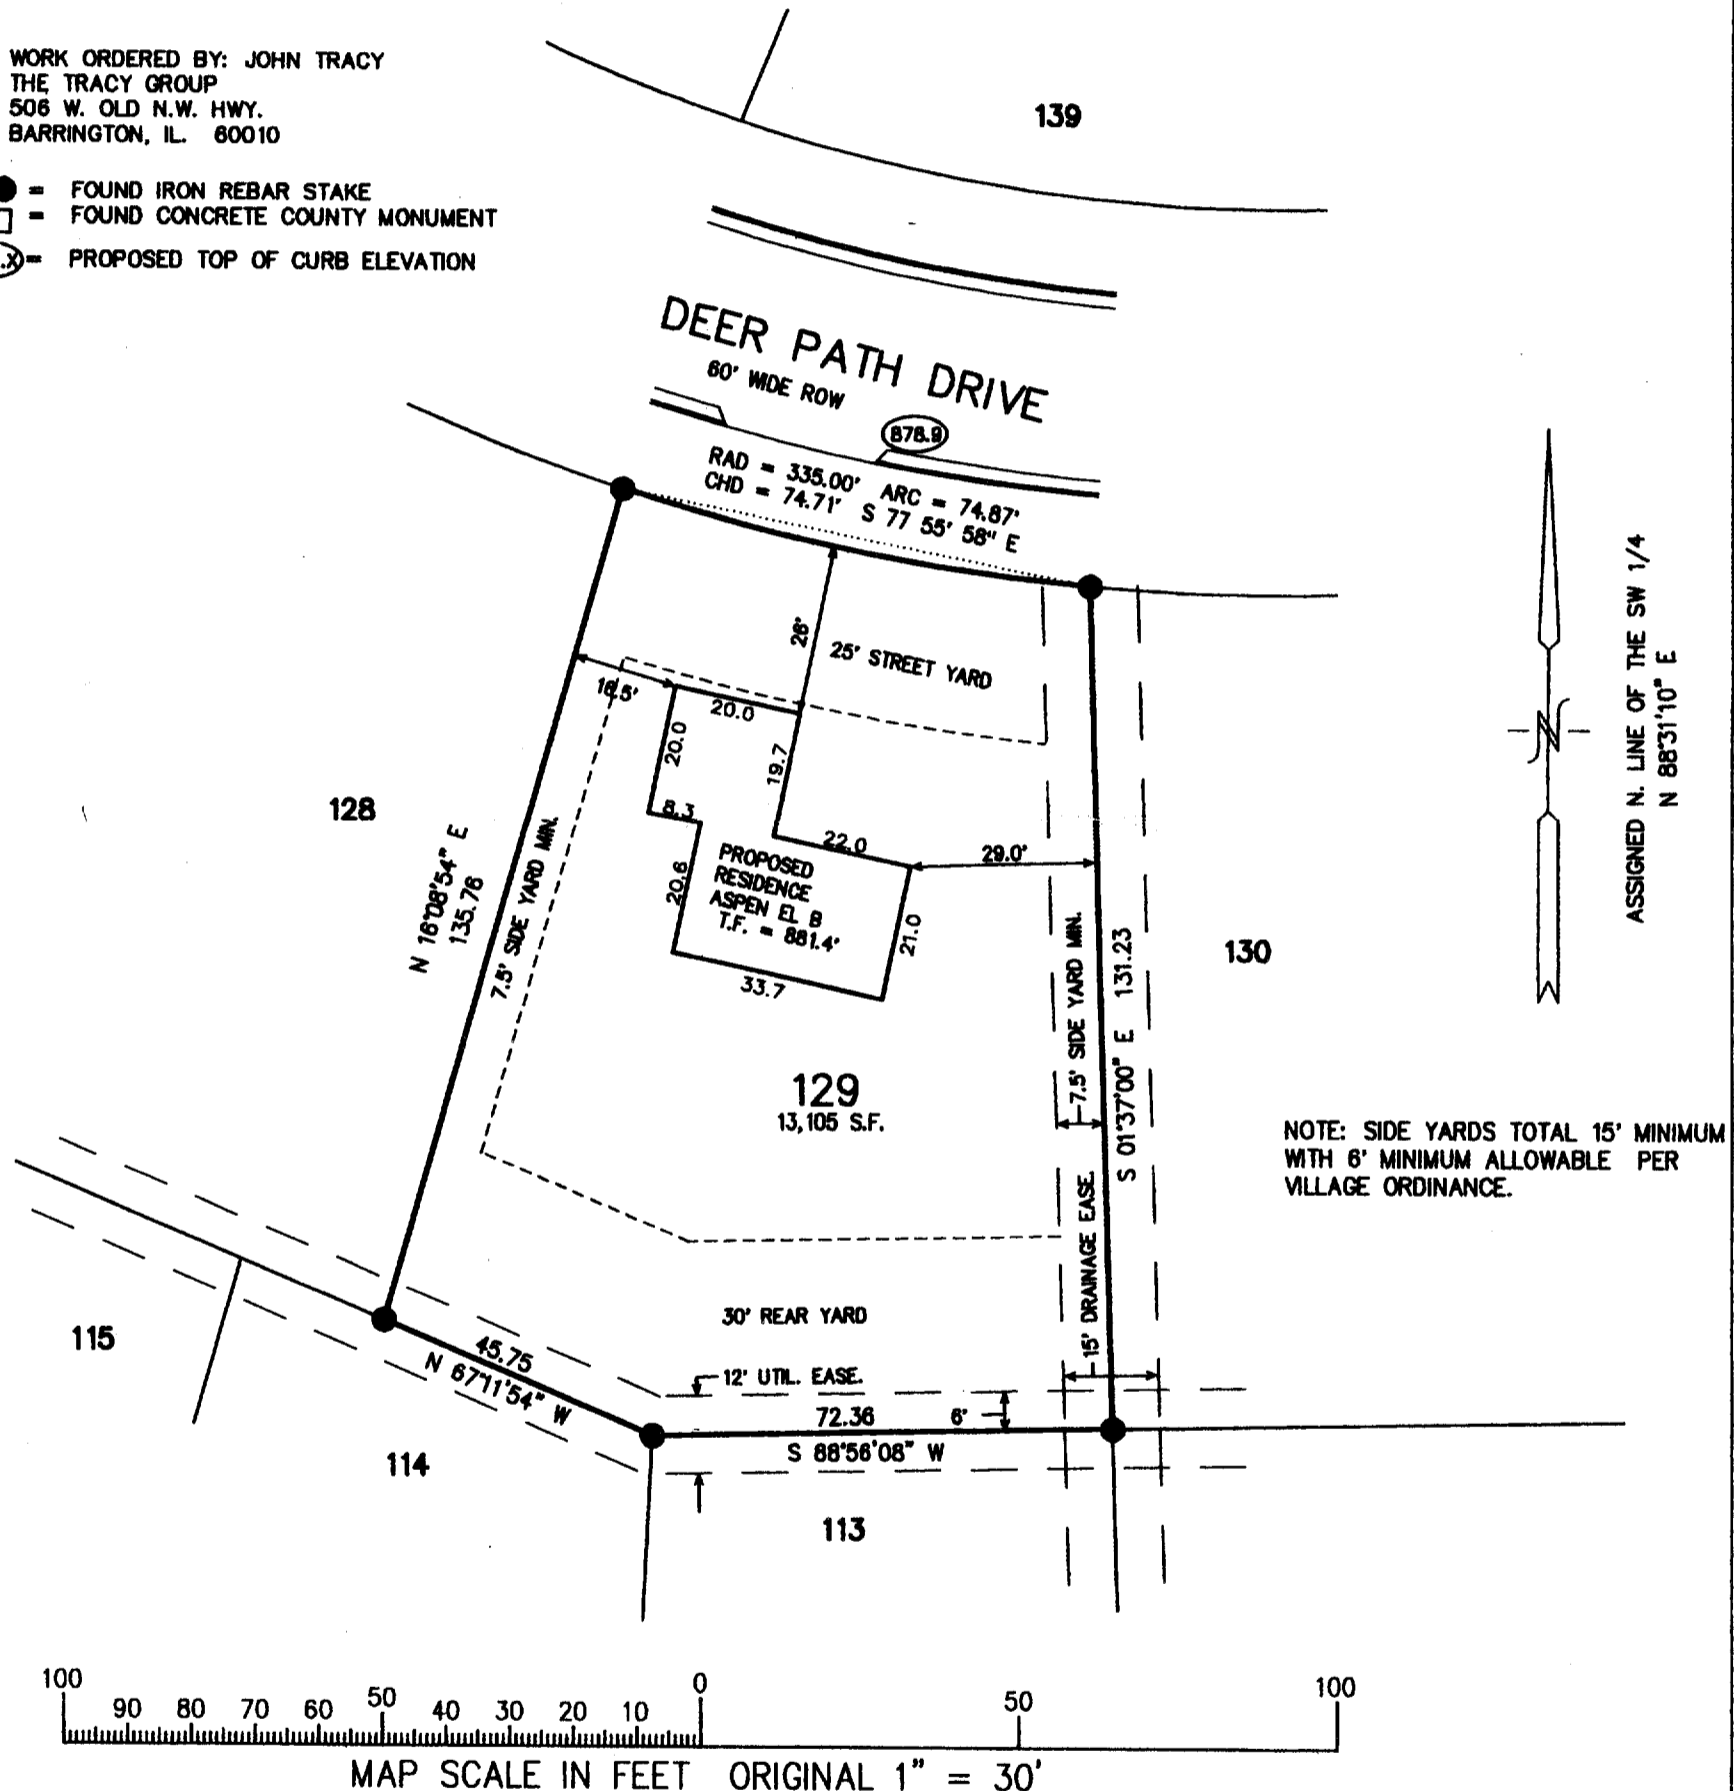 WORK ORDERED BY: JOHN TRACY
THE TRACY GROUP
506 W. OLD N.W. HWY.
BARRINGTON, IL. 60010
= FOUND IRON REBAR STAKE
= FOUND CONCRETE COUNTY MONUMENT
.X = PROPOSED TOP OF CURB ELEVATION
139
DEER PATH DRIVE
60' WIDE ROW
878.9
RAD = 335.00' ARC = 74.87'
CHD = 74.71' S 77 55' 58" E
26'
25' STREET YARD
16.5'
20.0
20.0
19.7
8.3
22.0
29.0'
20.6
PROPOSED
RESIDENCE
ASPEN EL B
T.F. = 881.4'
21.0
33.7
128
N 16°08'54" E
135.76
7.5' SIDE YARD MIN.
7.5' SIDE YARD MIN.
S 01°37'00" E 131.23
130
129
13,105 S.F.
ASSIGNED N. LINE OF THE SW 1/4
N 88°31'10" E
N
NOTE: SIDE YARDS TOTAL 15' MINIMUM
WITH 6' MINIMUM ALLOWABLE PER
VILLAGE ORDINANCE.
15' DRAINAGE EASE.
30' REAR YARD
115
45.75
N 67°11'54" W
12' UTIL. EASE.
72.36
6'
S 88°56'08" W
114
113
100 90 80 70 60 50 40 30 20 10 0 50 100
MAP SCALE IN FEET ORIGINAL 1" = 30'